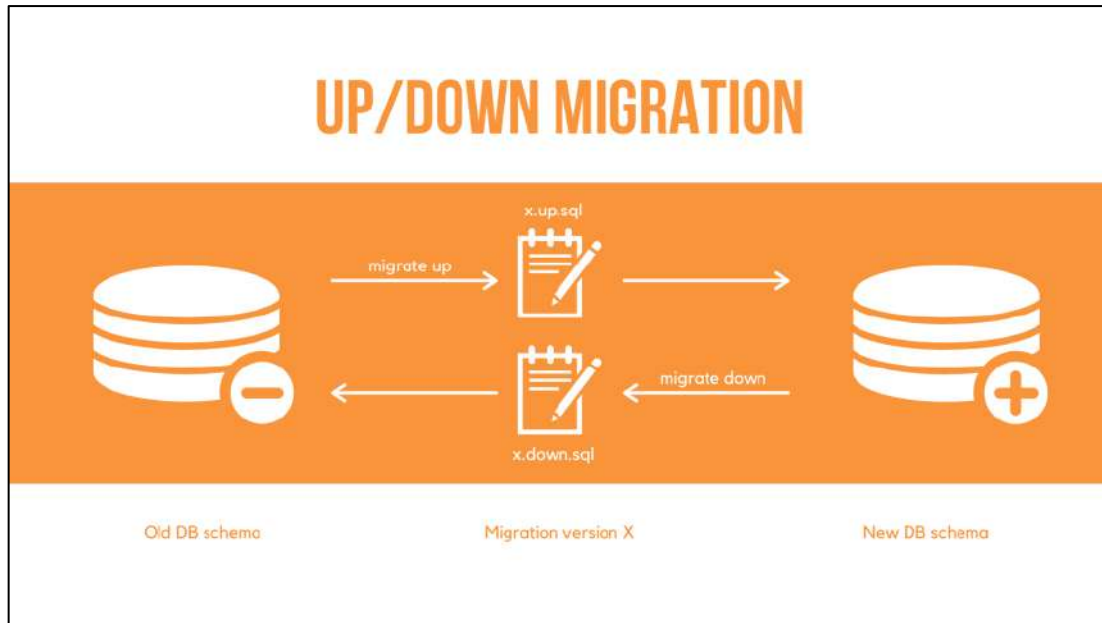 UP/DOWN MIGRATION
x.up.sql
migrate up
migrate down
x.down.sql
Old DB schema
Migration version X
New DB schema